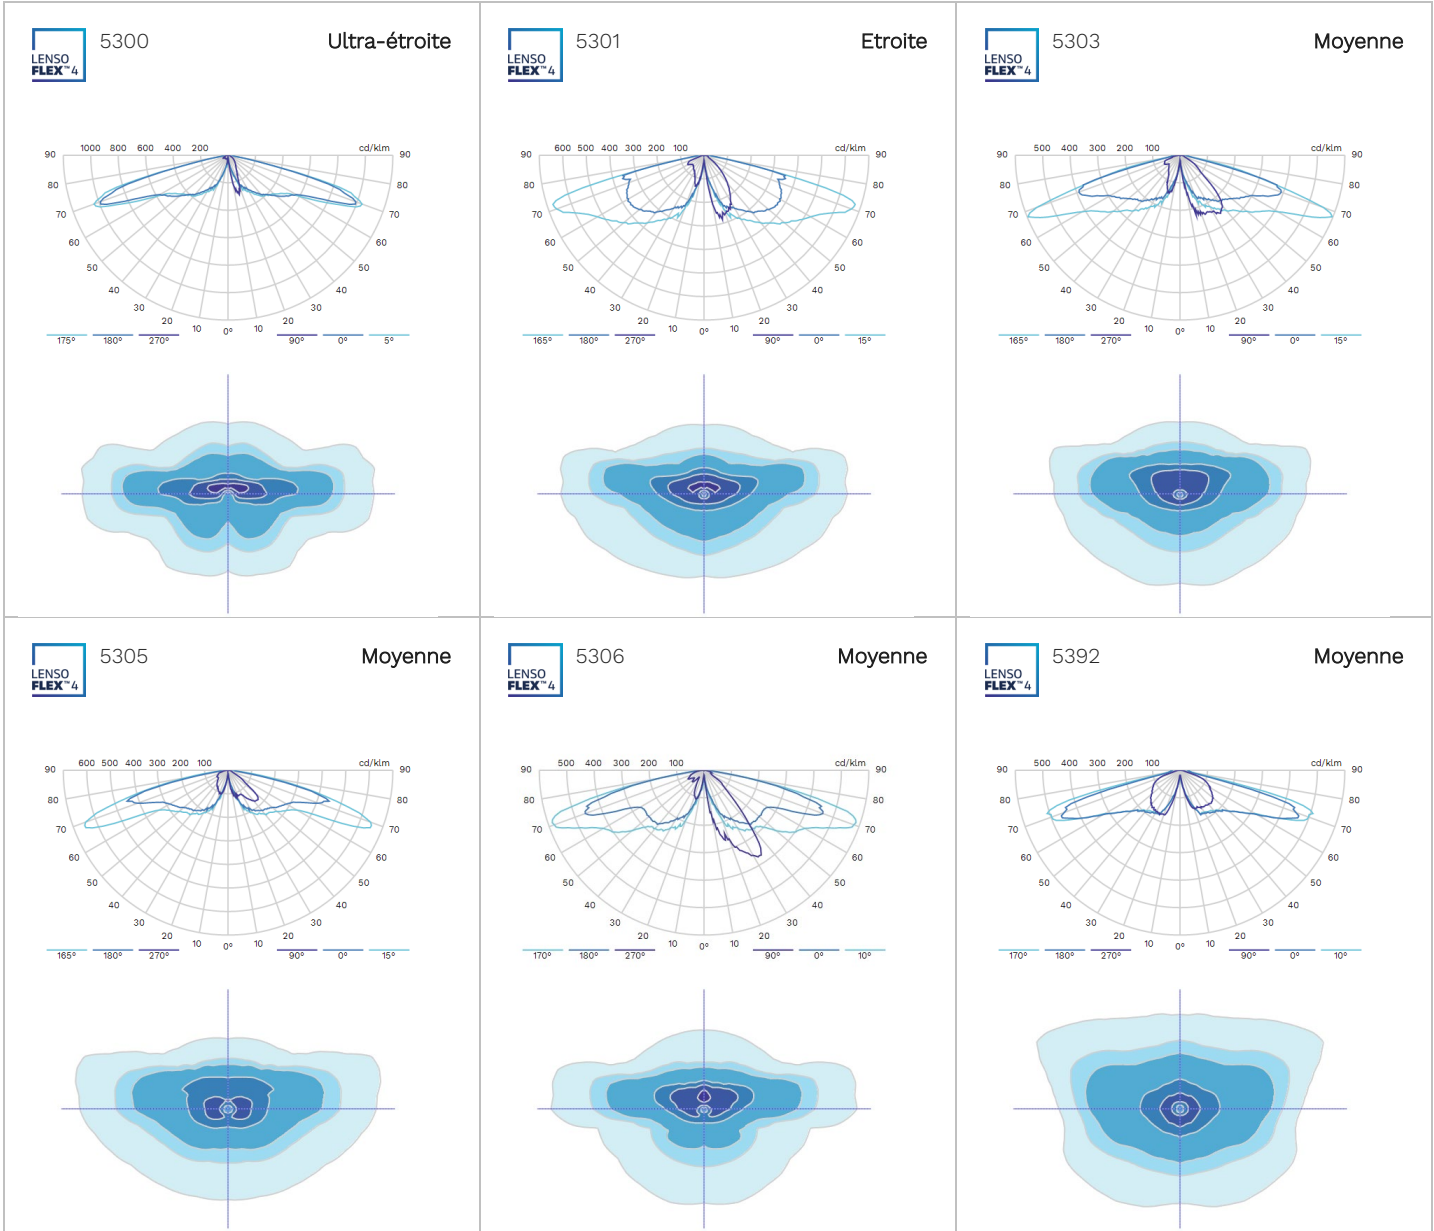 5300 Ultra-étroite
LENSO
FLEX™4
1000 800 600 400 200 cd/klm
90 90
80 80
70 70
60 60
50 50
40 40
30 30
20 20
10 0° 10
175° 180° 270° 90° 0° 5°
5301 Etroite
LENSO
FLEX™4
600 500 400 300 200 100 cd/klm
90 90
80 80
70 70
60 60
50 50
40 40
30 30
20 20
10 0° 10
165° 180° 270° 90° 0° 15°
5303 Moyenne
LENSO
FLEX™4
500 400 300 200 100 cd/klm
90 90
80 80
70 70
60 60
50 50
40 40
30 30
20 20
10 0° 10
165° 180° 270° 90° 0° 15°
5305 Moyenne
LENSO
FLEX™4
600 500 400 300 200 100 cd/klm
90 90
80 80
70 70
60 60
50 50
40 40
30 30
20 20
10 0° 10
165° 180° 270° 90° 0° 15°
5306 Moyenne
LENSO
FLEX™4
500 400 300 200 100 cd/klm
90 90
80 80
70 70
60 60
50 50
40 40
30 30
20 20
10 0° 10
170° 180° 270° 90° 0° 10°
5392 Moyenne
LENSO
FLEX™4
500 400 300 200 100 cd/klm
90 90
80 80
70 70
60 60
50 50
40 40
30 30
20 20
10 0° 10
170° 180° 270° 90° 0° 10°